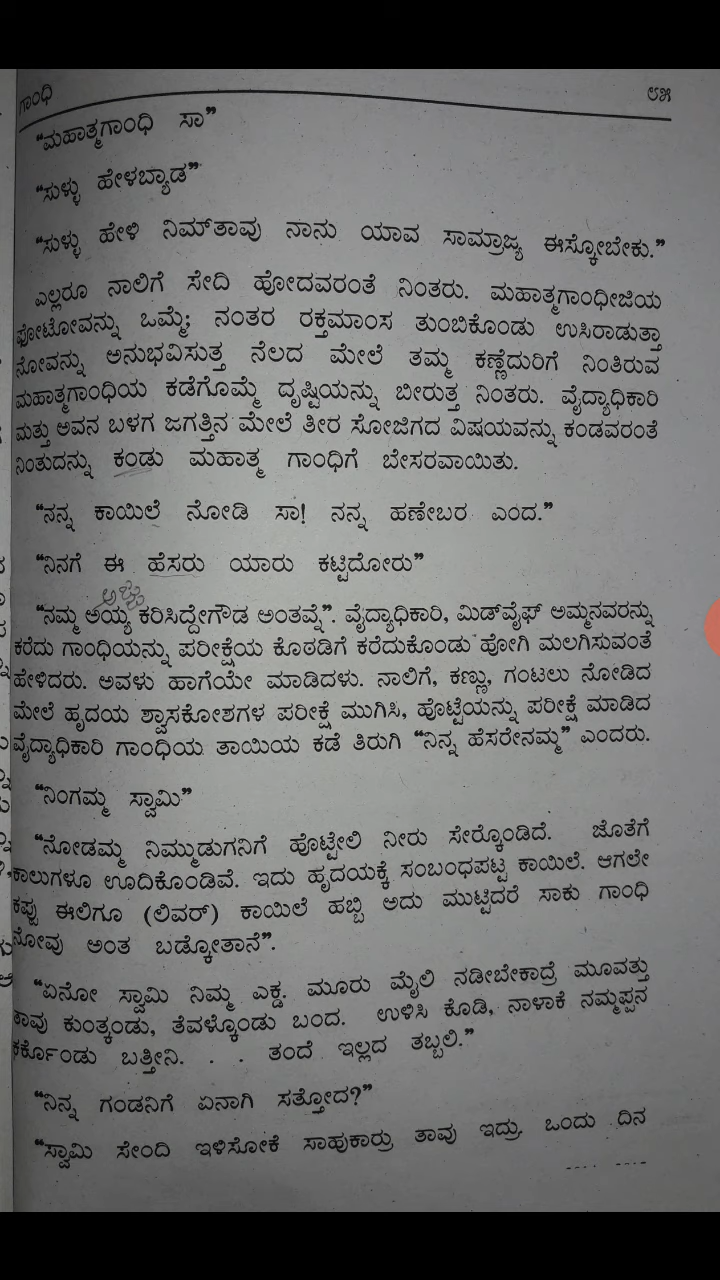 ಗಾಂಧಿ ೮೫
“ಮಹಾತ್ಮಗಾಂಧಿ ಸಾ”
“ಸುಳ್ಳು ಹೇಳಬ್ಯಾಡ”
“ಸುಳ್ಳು ಹೇಳಿ ನಿಮ್‌ತಾವು ನಾನು ಯಾವ ಸಾಮ್ರಾಜ್ಯ ಈಸ್ಕೋಬೇಕು.”
ಎಲ್ಲರೂ ನಾಲಿಗೆ ಸೇದಿ ಹೋದವರಂತೆ ನಿಂತರು. ಮಹಾತ್ಮಗಾಂಧೀಜಿಯ
ಫೋಟೋವನ್ನು ಒಮ್ಮೆ; ನಂತರ ರಕ್ತಮಾಂಸ ತುಂಬಿಕೊಂಡು ಉಸಿರಾಡುತ್ತಾ
ನೋವನ್ನು ಅನುಭವಿಸುತ್ತ ನೆಲದ ಮೇಲೆ ತಮ್ಮ ಕಣ್ಣೆದುರಿಗೆ ನಿಂತಿರುವ
ಮಹಾತ್ಮಗಾಂಧಿಯ ಕಡೆಗೊಮ್ಮೆ ದೃಷ್ಟಿಯನ್ನು ಬೀರುತ್ತ ನಿಂತರು. ವೈದ್ಯಾಧಿಕಾರಿ
ಮತ್ತು ಅವನ ಬಳಗ ಜಗತ್ತಿನ ಮೇಲೆ ತೀರ ಸೋಜಿಗದ ವಿಷಯವನ್ನು ಕಂಡವರಂತೆ
ನಿಂತುದನ್ನು ಕಂಡು ಮಹಾತ್ಮ ಗಾಂಧಿಗೆ ಬೇಸರವಾಯಿತು.
“ನನ್ನ ಕಾಯಿಲೆ ನೋಡಿ ಸಾ! ನನ್ನ ಹಣೇಬರ ಎಂದ.”
“ನಿನಗೆ ಈ ಹೆಸರು ಯಾರು ಕಟ್ಟಿದೋರು”
ಅಜ್ಜ
“ನಮ್ಮ ಅಯ್ಯ ಕರಿಸಿದ್ದೇಗೌಡ ಅಂತವ್ನೆ”. ವೈದ್ಯಾಧಿಕಾರಿ, ಮಿಡ್‌ವೈಫ್ ಅಮ್ಮನವರನ್ನು
ಕರೆದು ಗಾಂಧಿಯನ್ನು ಪರೀಕ್ಷೆಯ ಕೊಠಡಿಗೆ ಕರೆದುಕೊಂಡು ಹೋಗಿ ಮಲಗಿಸುವಂತೆ
ಹೇಳಿದರು. ಅವಳು ಹಾಗೆಯೇ ಮಾಡಿದಳು. ನಾಲಿಗೆ, ಕಣ್ಣು, ಗಂಟಲು ನೋಡಿದ
ಮೇಲೆ ಹೃದಯ ಶ್ವಾಸಕೋಶಗಳ ಪರೀಕ್ಷೆ ಮುಗಿಸಿ, ಹೊಟ್ಟೆಯನ್ನು ಪರೀಕ್ಷೆ ಮಾಡಿದ
ವೈದ್ಯಾಧಿಕಾರಿ ಗಾಂಧಿಯ ತಾಯಿಯ ಕಡೆ ತಿರುಗಿ “ನಿನ್ನ ಹೆಸರೇನಮ್ಮ” ಎಂದರು.
“ನಿಂಗಮ್ಮ ಸ್ವಾಮಿ”
“ನೋಡಮ್ಮ ನಿಮ್ಮುಡುಗನಿಗೆ ಹೊಟ್ಟೇಲಿ ನೀರು ಸೇರ್‍ಕೊಂಡಿದೆ. ಜೊತೆಗೆ
ಕಾಲುಗಳೂ ಊದಿಕೊಂಡಿವೆ. ಇದು ಹೃದಯಕ್ಕೆ ಸಂಬಂಧಪಟ್ಟ ಕಾಯಿಲೆ. ಆಗಲೇ
ಕಪ್ಪು ಈಲಿಗೂ (ಲಿವರ್) ಕಾಯಿಲೆ ಹಬ್ಬಿ ಅದು ಮುಟ್ಟಿದರೆ ಸಾಕು ಗಾಂಧಿ
ನೋವು ಅಂತ ಬಡ್ಕೋತಾನೆ”.
“ಏನೋ ಸ್ವಾಮಿ ನಿಮ್ಮ ಎಕ್ಡ. ಮೂರು ಮೈಲಿ ನಡೀಬೇಕಾದ್ರೆ ಮೂವತ್ತು
ತಾವು ಕುಂತ್ಕಂಡು, ತೆವಳ್ಕೊಂಡು ಬಂದ. ಉಳಿಸಿ ಕೊಡಿ, ನಾಳಾಕೆ ನಮ್ಮಪ್ಪನ
ಕರ್ಕೊಂಡು ಬತ್ತೀನಿ. . . ತಂದೆ ಇಲ್ಲದ ತಬ್ಬಲಿ.”
“ನಿನ್ನ ಗಂಡನಿಗೆ ಏನಾಗಿ ಸತ್ತೋದ?”
“ಸ್ವಾಮಿ ಸೇಂದಿ ಇಳಿಸೋಕೆ ಸಾಹುಕಾರ್ರು ತಾವು ಇದ್ರು. ಒಂದು ದಿನ